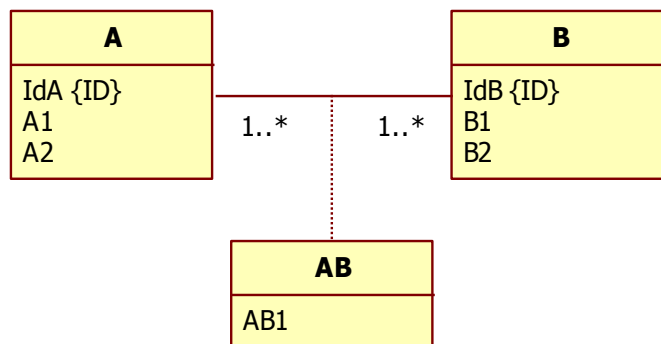 A
IdA {ID}
A1
A2
1..*
1..*
B
IdB {ID}
B1
B2
AB
AB1